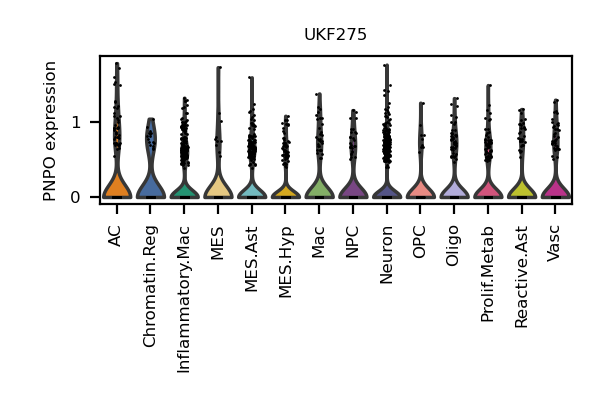 UKF275
PNPO expression
1
0
AC
Chromatin.Reg
Inflammatory.Mac
MES
MES.Ast
MES.Hyp
Mac
NPC
Neuron
OPC
Oligo
Prolif.Metab
Reactive.Ast
Vasc